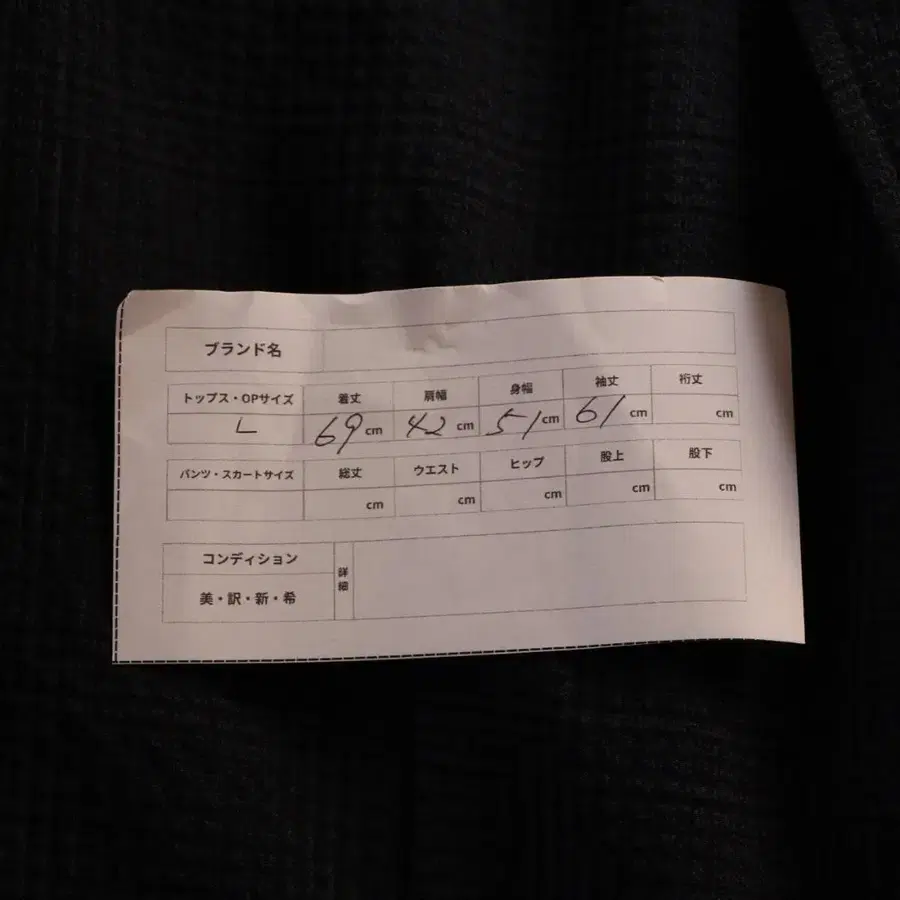 ブランド名
トップス・OPサイズ 着丈 肩幅 身幅 袖丈 裄丈
L 69 cm 42 cm 51 cm 61 cm cm
パンツ・スカートサイズ 総丈 ウエスト ヒップ 股上 股下
cm cm cm cm cm
コンディション 詳細
美・訳・新・希